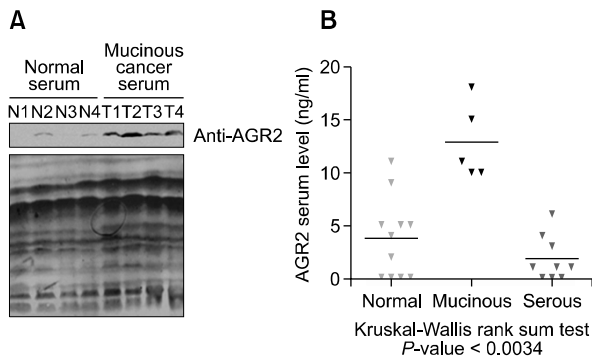 A
Normal serum
Mucinous cancer serum
N1 N2 N3 N4 T1 T2 T3 T4
Anti-AGR2
B
AGR2 serum level (ng/ml)
20
15
10
5
0
Normal Mucinous Serous
Kruskal-Wallis rank sum test
P-value < 0.0034